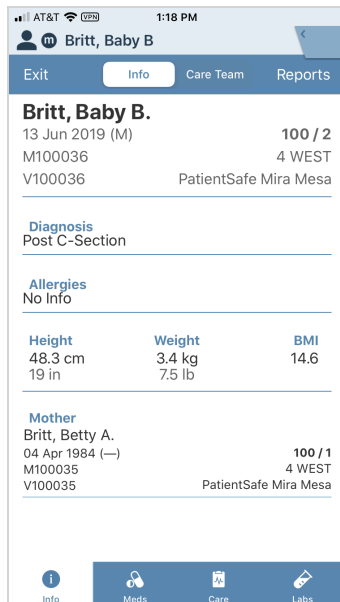 AT&T VPN 1:18 PM
m Britt, Baby B
Exit Info Care Team Reports
Britt, Baby B.
13 Jun 2019 (M) 100 / 2
M100036 4 WEST
V100036 PatientSafe Mira Mesa
Diagnosis
Post C-Section
Allergies
No Info
Height Weight BMI
48.3 cm 3.4 kg 14.6
19 in 7.5 lb
Mother
Britt, Betty A.
04 Apr 1984 (—) 100 / 1
M100035 4 WEST
V100035 PatientSafe Mira Mesa
Info Meds Care Labs